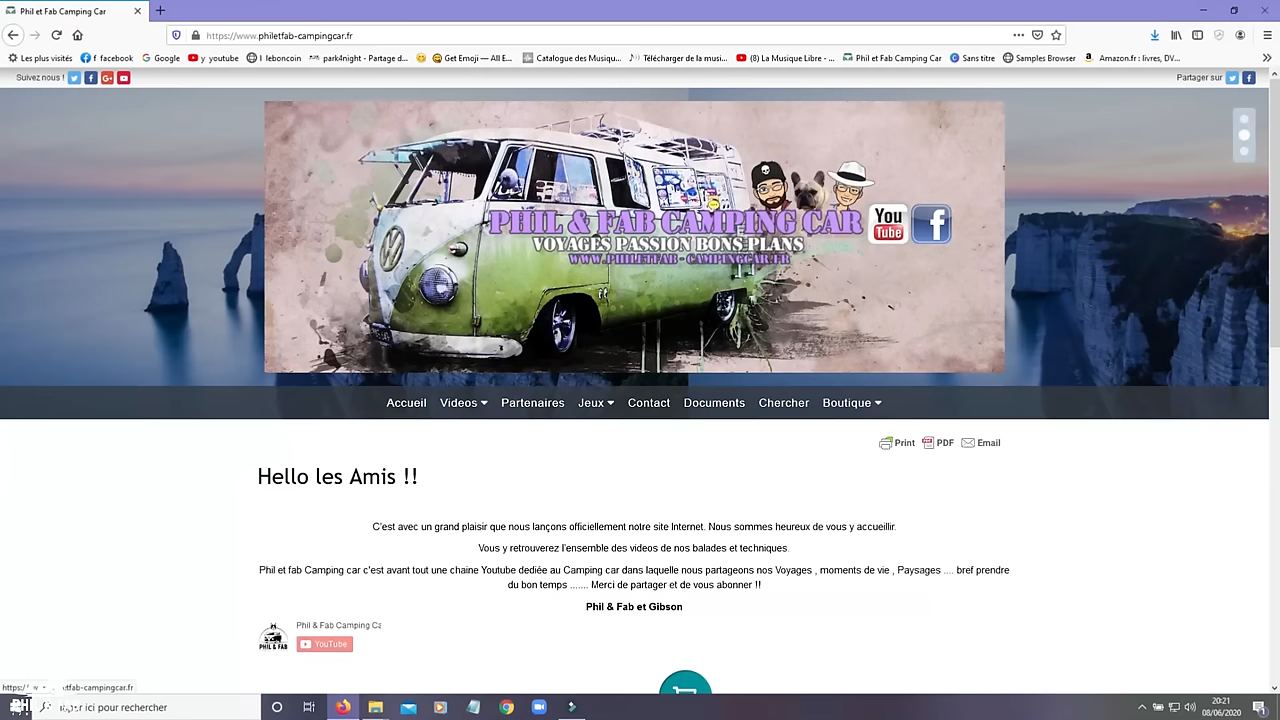 Phil et Fab Camping Car
https://www.philetfab-campingcar.fr
Les plus visités
f facebook
Google
y youtube
l leboncoin
park4night - Partage d...
Get Emoji — All E...
Catalogue des Musiqu...
Télécharger de la musi...
(8) La Musique Libre - ...
Phil et Fab Camping Car
Sans titre
Samples Browser
Amazon.fr : livres, DV...
Suivez nous !
Partager sur
PHIL & FAB CAMPING CAR
VOYAGES PASSION BONS PLANS
WWW.PHILETFAB-CAMPINGCAR.FR
You
Tube
Accueil
Videos
Partenaires
Jeux
Contact
Documents
Chercher
Boutique
Print
PDF
Email
Hello les Amis !!
C'est avec un grand plaisir que nous lançons officiellement notre site Internet. Nous sommes heureux de vous y accueillir.
Vous y retrouverez l'ensemble des videos de nos balades et techniques.
Phil et fab Camping car c'est avant tout une chaine Youtube dediée au Camping car dans laquelle nous partageons nos Voyages , moments de vie , Paysages .... bref prendre
du bon temps ....... Merci de partager et de vous abonner !!
Phil & Fab et Gibson
PHIL & FAB
Phil & Fab Camping Ca
YouTube
https:/
tfab-campingcar.fr
ici pour rechercher
20:21
08/06/2020